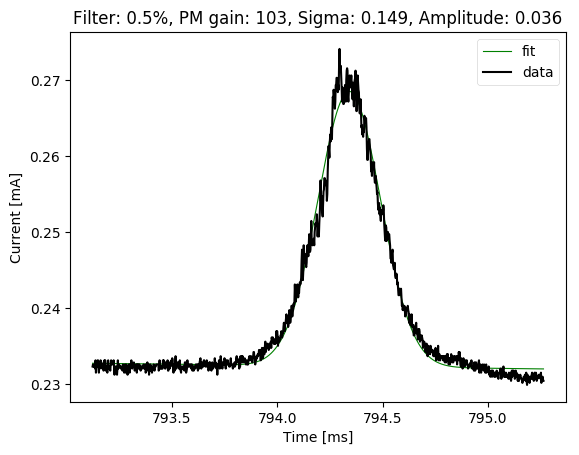 Filter: 0.5%, PM gain: 103, Sigma: 0.149, Amplitude: 0.036
fit
data
0.27
0.26
0.25
0.24
0.23
Current [mA]
793.5
794.0
794.5
795.0
Time [ms]